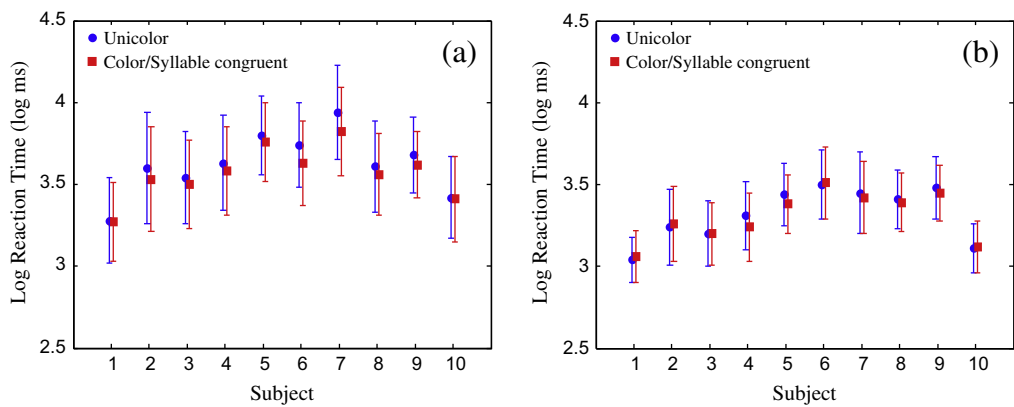 4.5
4
3.5
3
2.5
Log Reaction Time (log ms)
Unicolor
Color/Syllable congruent
(a)
1 2 3 4 5 6 7 8 9 10
Subject
4.5
4
3.5
3
2.5
Log Reaction Time (log ms)
Unicolor
Color/Syllable congruent
(b)
1 2 3 4 5 6 7 8 9 10
Subject